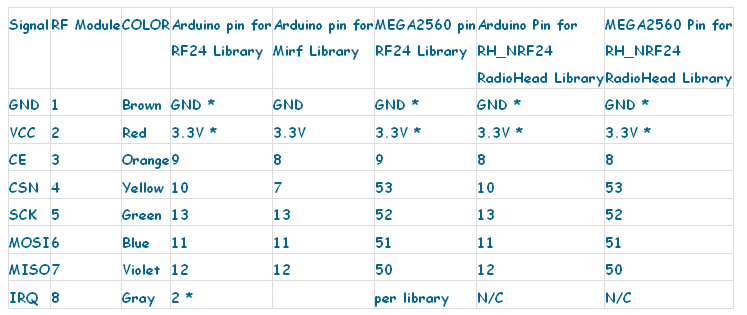 Signal RF Module COLOR Arduino pin for Arduino pin for MEGA2560 pin Arduino Pin for MEGA2560 Pin for
RF24 Library Mirf Library RF24 Library RH_NRF24 RH_NRF24
RadioHead Library RadioHead Library
GND 1 Brown GND * GND GND * GND * GND *
VCC 2 Red 3.3V * 3.3V 3.3V * 3.3V * 3.3V *
CE 3 Orange 9 8 9 8 8
CSN 4 Yellow 10 7 53 10 53
SCK 5 Green 13 13 52 13 52
MOSI 6 Blue 11 11 51 11 51
MISO 7 Violet 12 12 50 12 50
IRQ 8 Gray 2 * per library N/C N/C